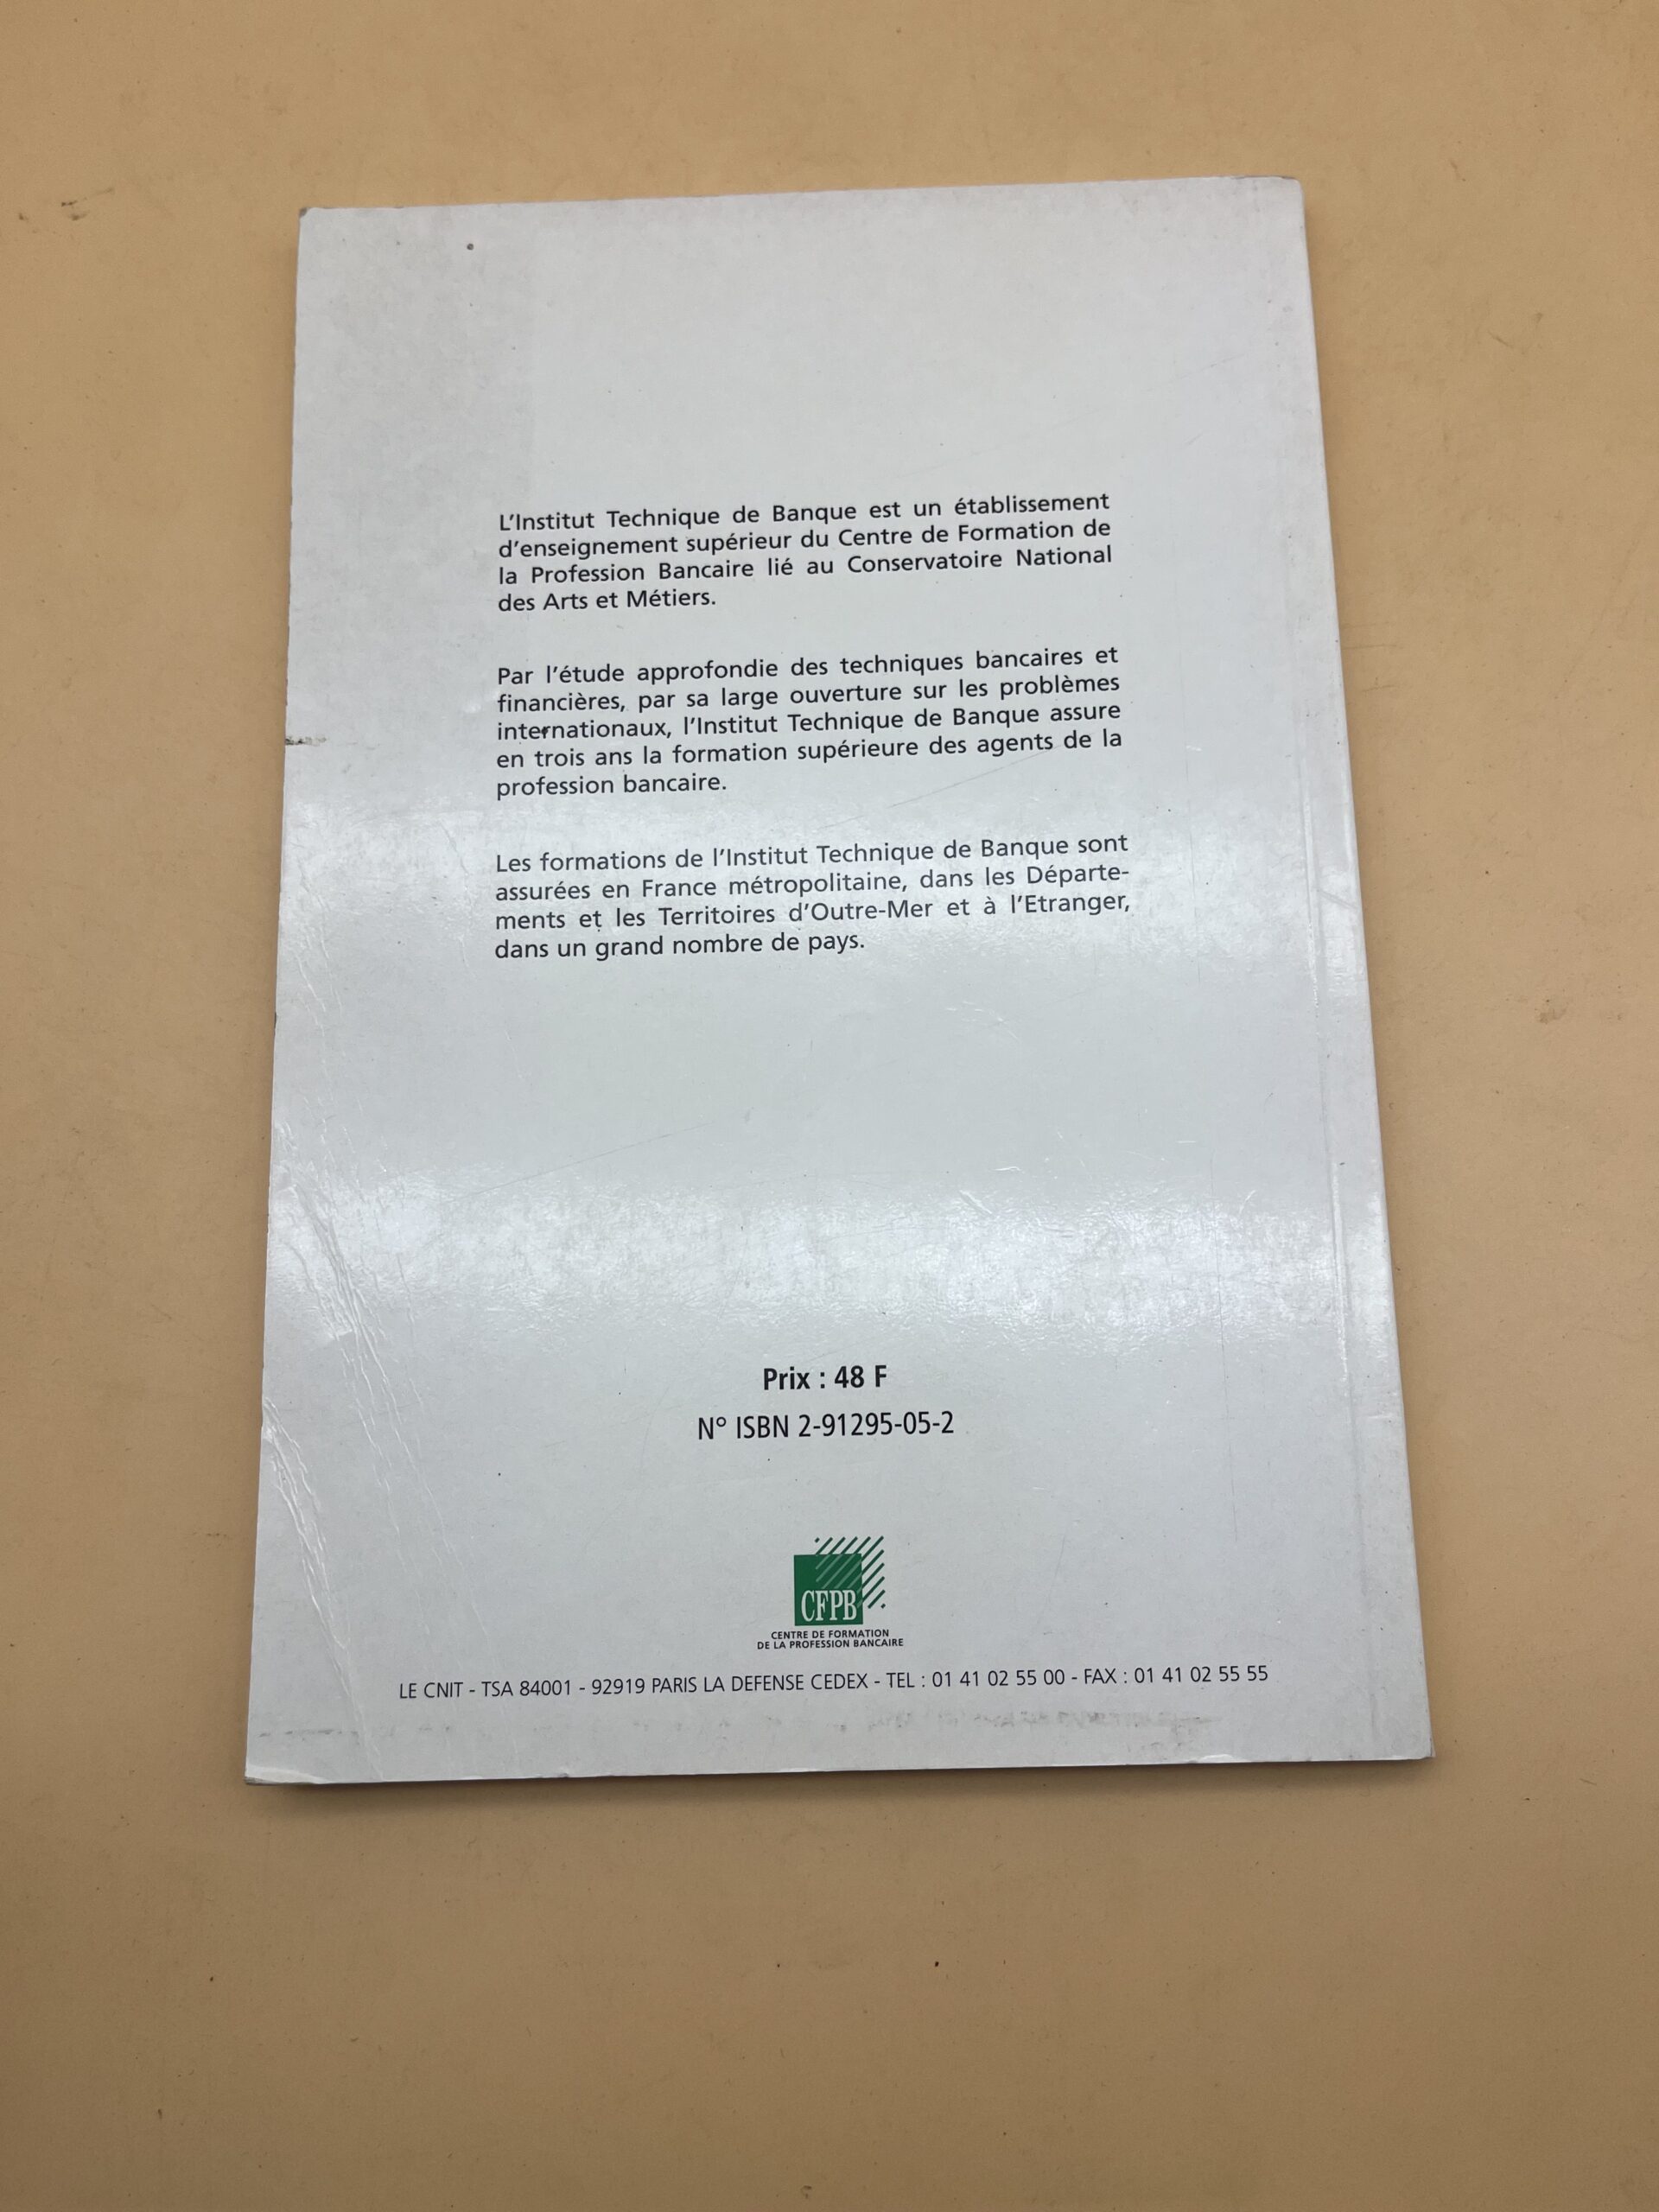 L'Institut Technique de Banque est un établissement
d'enseignement supérieur du Centre de Formation de
la Profession Bancaire lié au Conservatoire National
des Arts et Métiers.
Par l'étude approfondie des techniques bancaires et
financières, par sa large ouverture sur les problèmes
internationaux, l'Institut Technique de Banque assure
en trois ans la formation supérieure des agents de la
profession bancaire.
Les formations de l'Institut Technique de Banque sont
assurées en France métropolitaine, dans les Départe-
ments et les Territoires d'Outre-Mer et à l'Etranger,
dans un grand nombre de pays.
Prix : 48 F
N° ISBN 2-91295-05-2
CFPB
CENTRE DE FORMATION
DE LA PROFESSION BANCAIRE
LE CNIT - TSA 84001 - 92919 PARIS LA DEFENSE CEDEX - TEL : 01 41 02 55 00 - FAX : 01 41 02 55 55